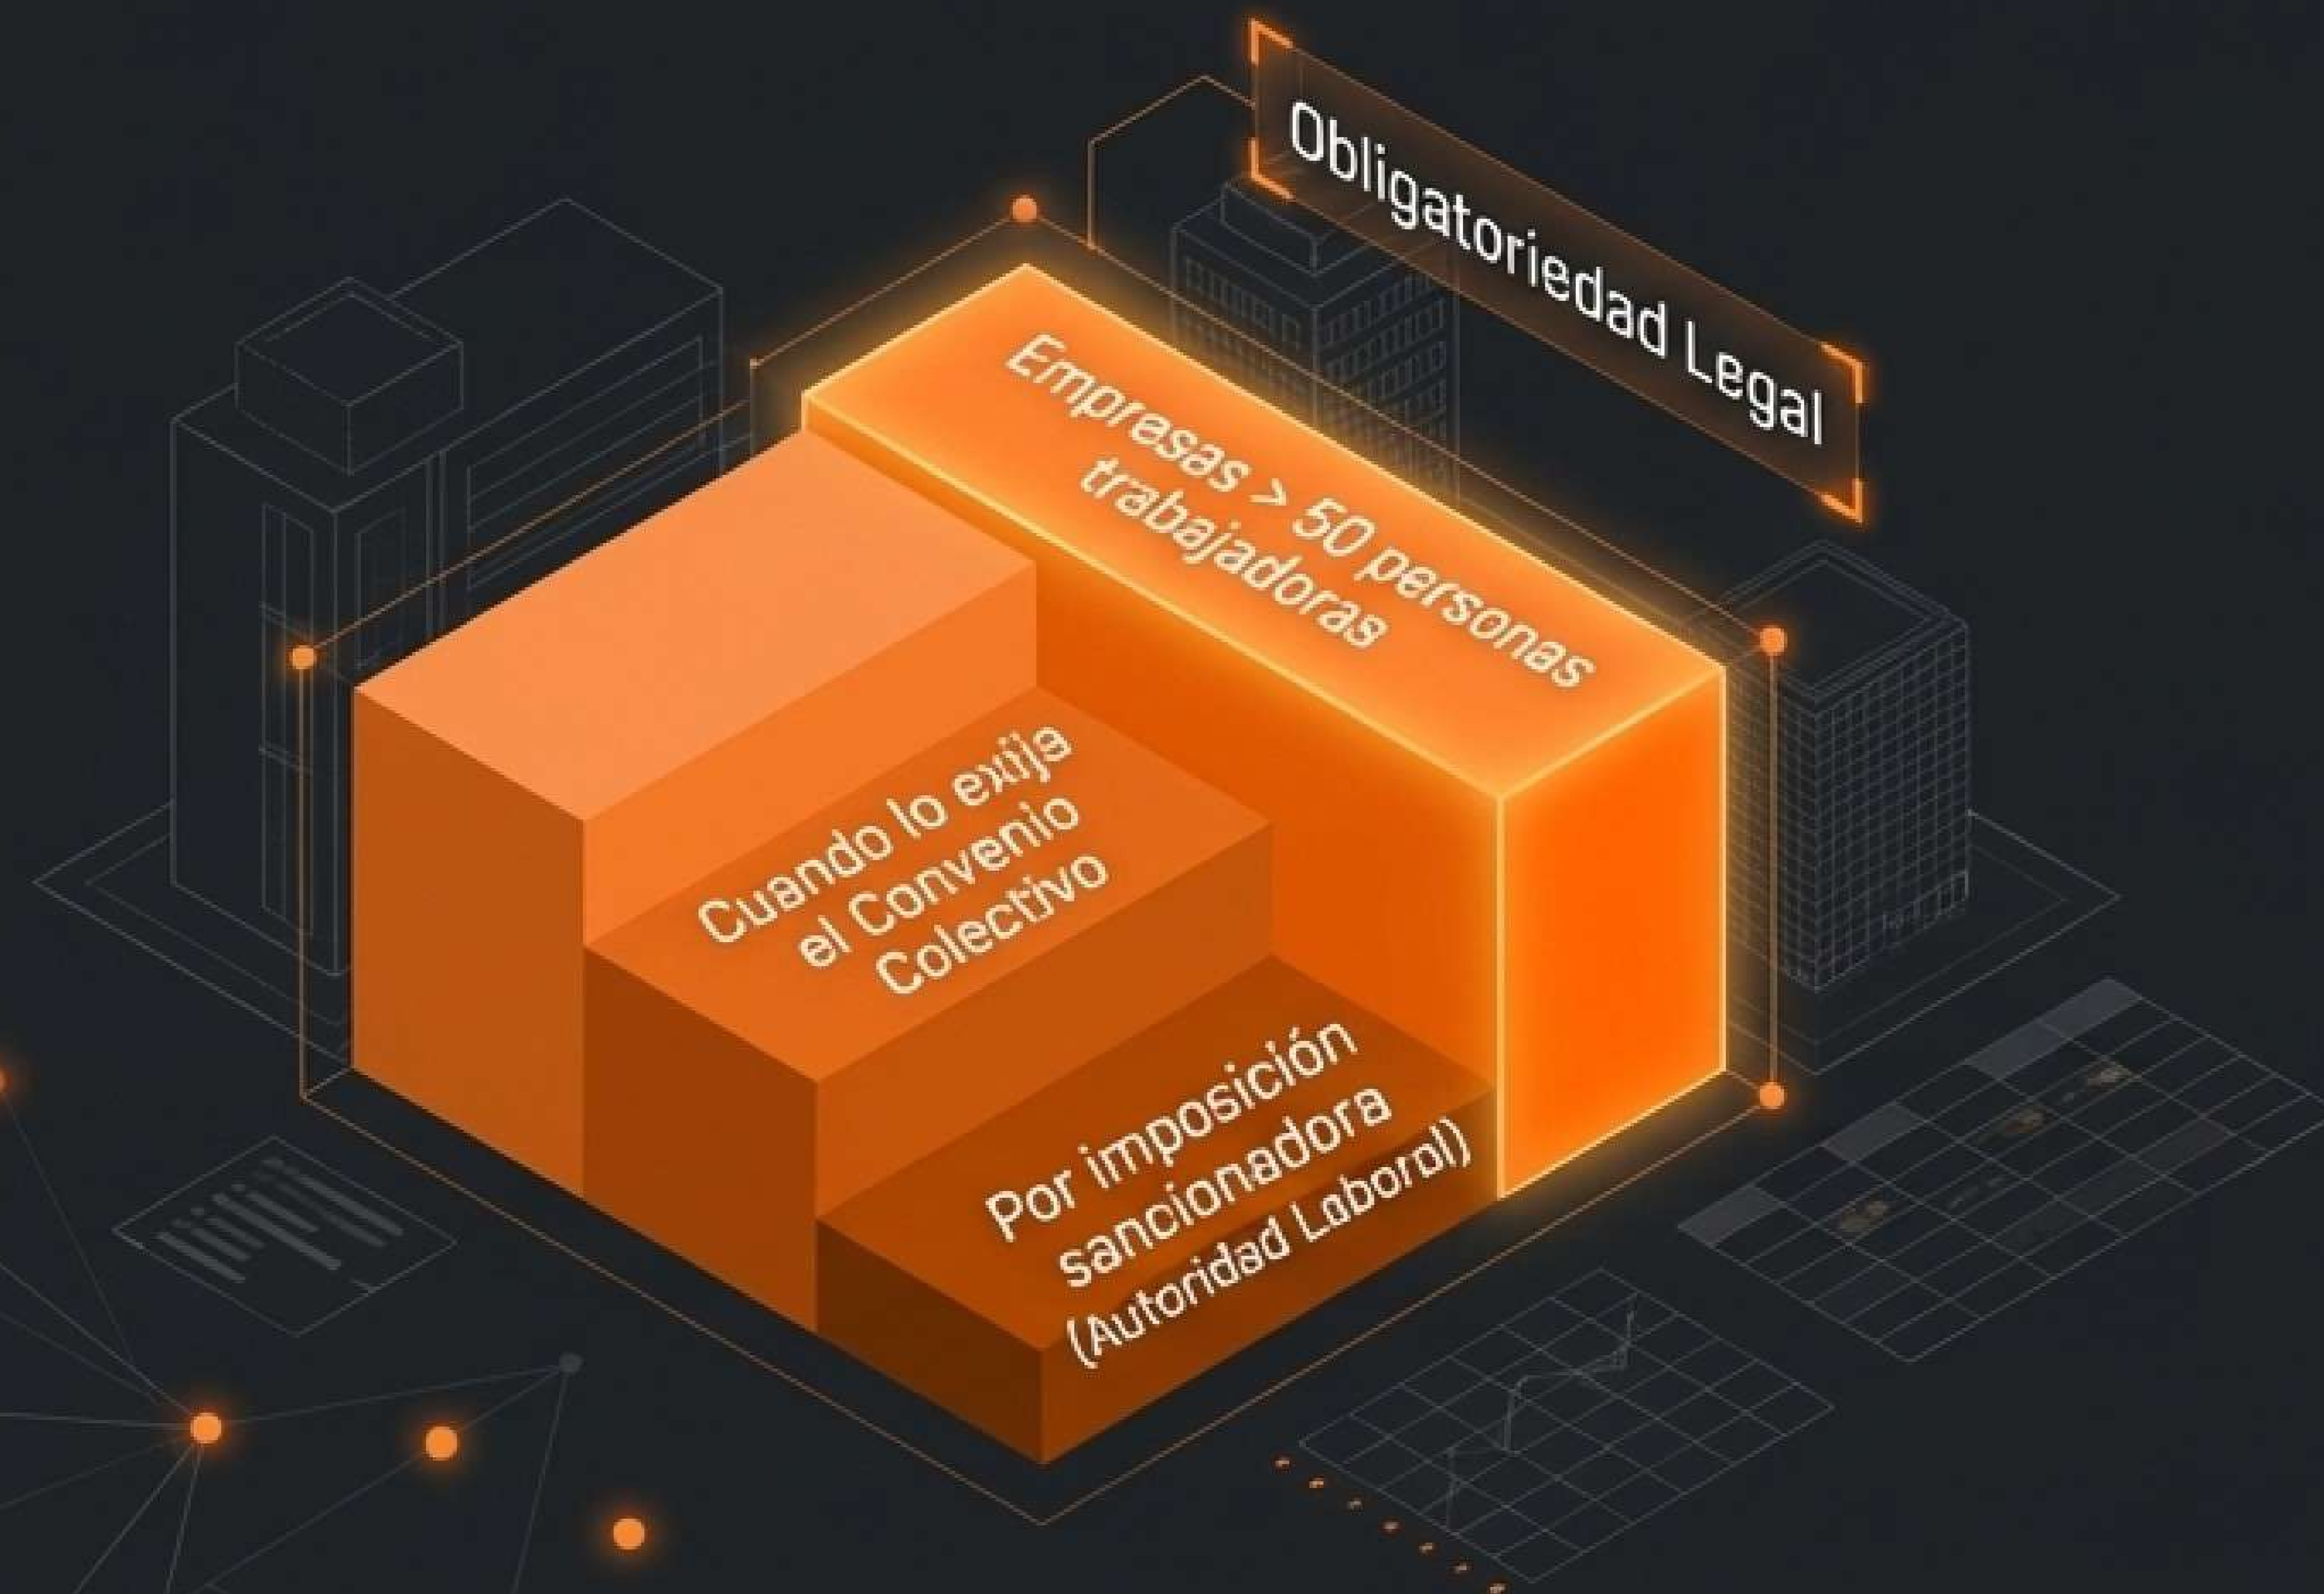 Obligatoriedad Legal
Empresas > 50 personas
trabajadoras
Cuando lo exija
el Convenio
Colectivo
Por imposición
sancionadora
(Autoridad Laboral)